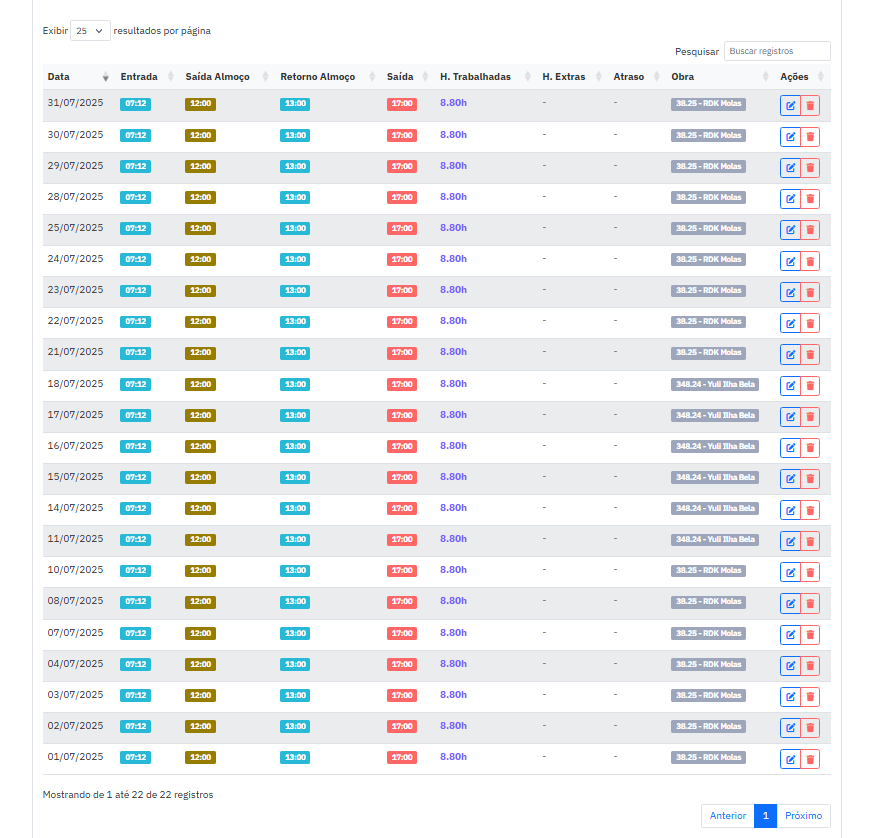 Exibir 25 resultados por página
Pesquisar Buscar registros
Data Entrada Saída Almoço Retorno Almoço Saída H. Trabalhadas H. Extras Atraso Obra Ações
31/07/2025 07:12 12:00 13:00 17:00 8.80h - - 38.25 - RDK Molas
30/07/2025 07:12 12:00 13:00 17:00 8.80h - - 38.25 - RDK Molas
29/07/2025 07:12 12:00 13:00 17:00 8.80h - - 38.25 - RDK Molas
28/07/2025 07:12 12:00 13:00 17:00 8.80h - - 38.25 - RDK Molas
25/07/2025 07:12 12:00 13:00 17:00 8.80h - - 38.25 - RDK Molas
24/07/2025 07:12 12:00 13:00 17:00 8.80h - - 38.25 - RDK Molas
23/07/2025 07:12 12:00 13:00 17:00 8.80h - - 38.25 - RDK Molas
22/07/2025 07:12 12:00 13:00 17:00 8.80h - - 38.25 - RDK Molas
21/07/2025 07:12 12:00 13:00 17:00 8.80h - - 38.25 - RDK Molas
18/07/2025 07:12 12:00 13:00 17:00 8.80h - - 348.24 - Yuli Ilha Bela
17/07/2025 07:12 12:00 13:00 17:00 8.80h - - 348.24 - Yuli Ilha Bela
16/07/2025 07:12 12:00 13:00 17:00 8.80h - - 348.24 - Yuli Ilha Bela
15/07/2025 07:12 12:00 13:00 17:00 8.80h - - 348.24 - Yuli Ilha Bela
14/07/2025 07:12 12:00 13:00 17:00 8.80h - - 348.24 - Yuli Ilha Bela
11/07/2025 07:12 12:00 13:00 17:00 8.80h - - 348.24 - Yuli Ilha Bela
10/07/2025 07:12 12:00 13:00 17:00 8.80h - - 38.25 - RDK Molas
08/07/2025 07:12 12:00 13:00 17:00 8.80h - - 38.25 - RDK Molas
07/07/2025 07:12 12:00 13:00 17:00 8.80h - - 38.25 - RDK Molas
04/07/2025 07:12 12:00 13:00 17:00 8.80h - - 38.25 - RDK Molas
03/07/2025 07:12 12:00 13:00 17:00 8.80h - - 38.25 - RDK Molas
02/07/2025 07:12 12:00 13:00 17:00 8.80h - - 38.25 - RDK Molas
01/07/2025 07:12 12:00 13:00 17:00 8.80h - - 38.25 - RDK Molas
Mostrando de 1 até 22 de 22 registros
Anterior 1 Próximo